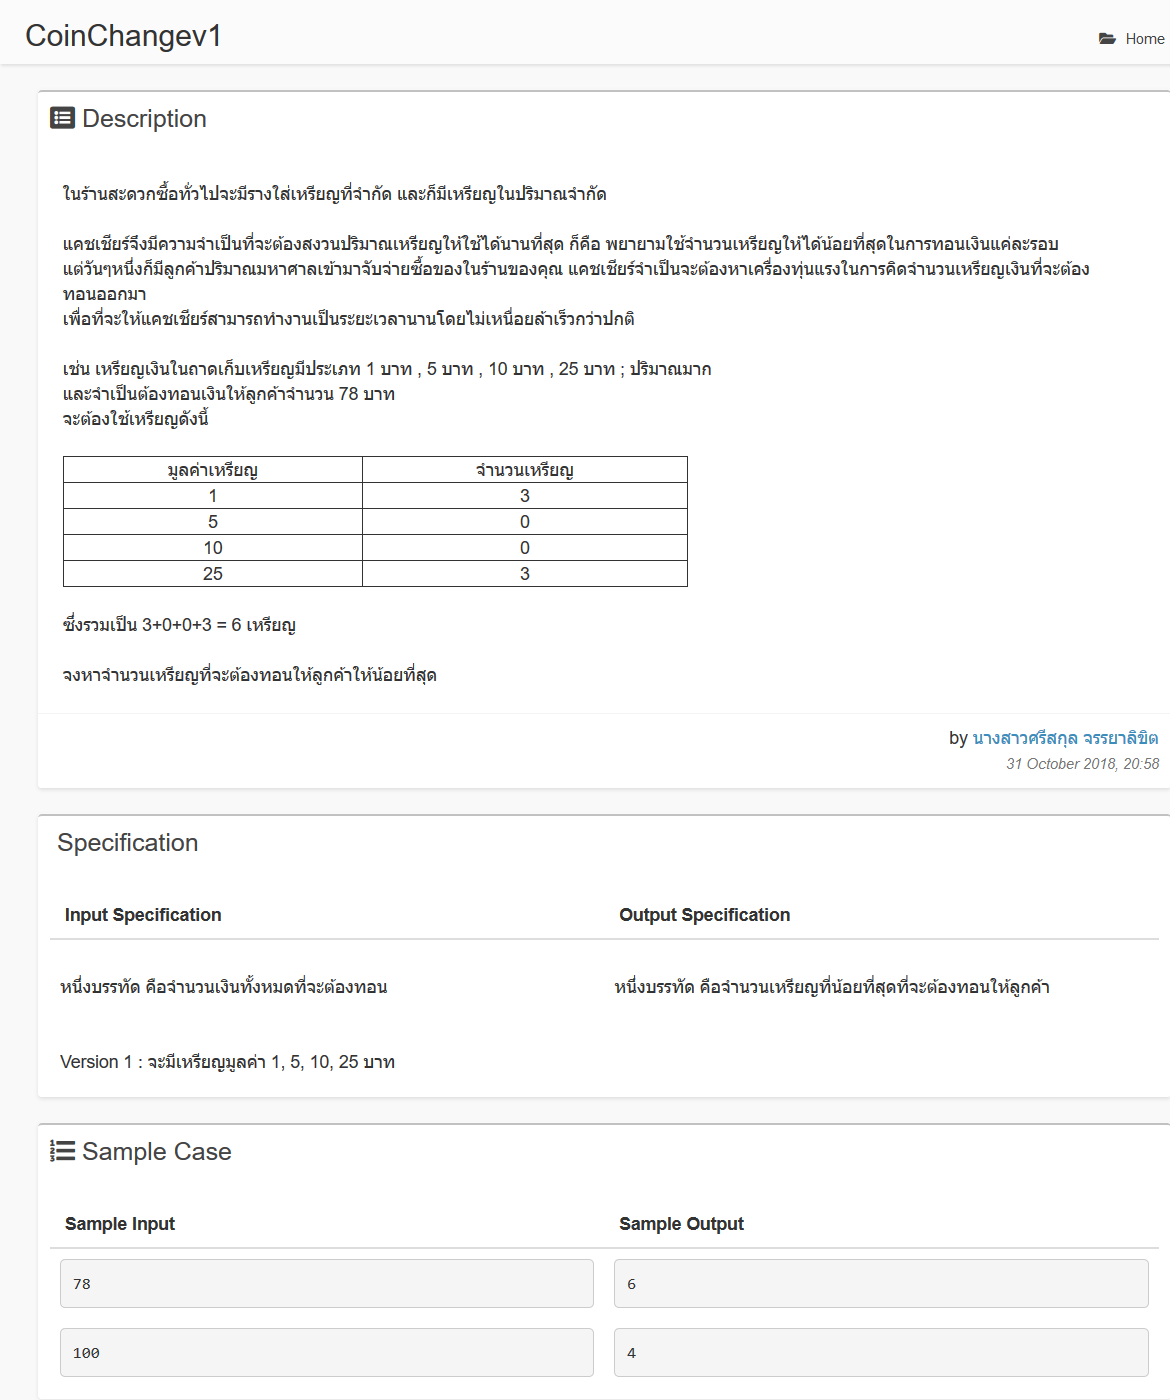 CoinChangev1
Home
Description
ในร้านสะดวกซื้อทั่วไปจะมีรางใส่เหรียญที่จำกัด และก็มีเหรียญในปริมาณจำกัด
แคชเชียร์จึงมีความจำเป็นที่จะต้องสงวนปริมาณเหรียญให้ใช้ได้นานที่สุด ก็คือ พยายามใช้จำนวนเหรียญให้ได้น้อยที่สุดในการทอนเงินแค่ละรอบ
แต่วันๆหนึ่งก็มีลูกค้าปริมาณมหาศาลเข้ามาจับจ่ายซื้อของในร้านของคุณ แคชเชียร์จำเป็นจะต้องหาเครื่องทุ่นแรงในการคิดจำนวนเหรียญเงินที่จะต้อง
ทอนออกมา
เพื่อที่จะให้แคชเชียร์สามารถทำงานเป็นระยะเวลานานโดยไม่เหนื่อยล้าเร็วกว่าปกติ
เช่น เหรียญเงินในถาดเก็บเหรียญมีประเภท 1 บาท , 5 บาท , 10 บาท , 25 บาท ; ปริมาณมาก
และจำเป็นต้องทอนเงินให้ลูกค้าจำนวน 78 บาท
จะต้องใช้เหรียญดังนี้
มูลค่าเหรียญ จำนวนเหรียญ
1 3
5 0
10 0
25 3
ซึ่งรวมเป็น 3+0+0+3 = 6 เหรียญ
จงหาจำนวนเหรียญที่จะต้องทอนให้ลูกค้าให้น้อยที่สุด
by นางสาวศรีสกุล จรรยาลิขิต
31 October 2018, 20:58
Specification
Input Specification Output Specification
หนึ่งบรรทัด คือจำนวนเงินทั้งหมดที่จะต้องทอน หนึ่งบรรทัด คือจำนวนเหรียญที่น้อยที่สุดที่จะต้องทอนให้ลูกค้า
Version 1 : จะมีเหรียญมูลค่า 1, 5, 10, 25 บาท
Sample Case
Sample Input Sample Output
78 6
100 4